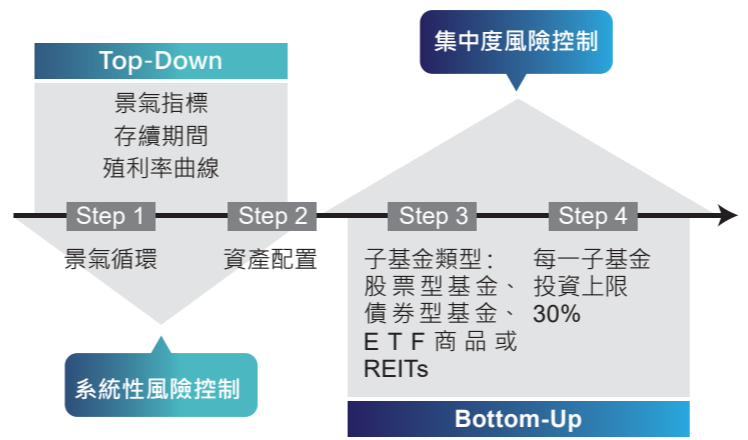 Top-Down
景氣指標
存續期間
殖利率曲線
集中度風險控制
Step 1
Step 2
Step 3
Step 4
景氣循環
資產配置
子基金類型：
股票型基金、
債券型基金、
ETF商品或
REITs
每一子基金
投資上限
30%
系統性風險控制
Bottom-Up